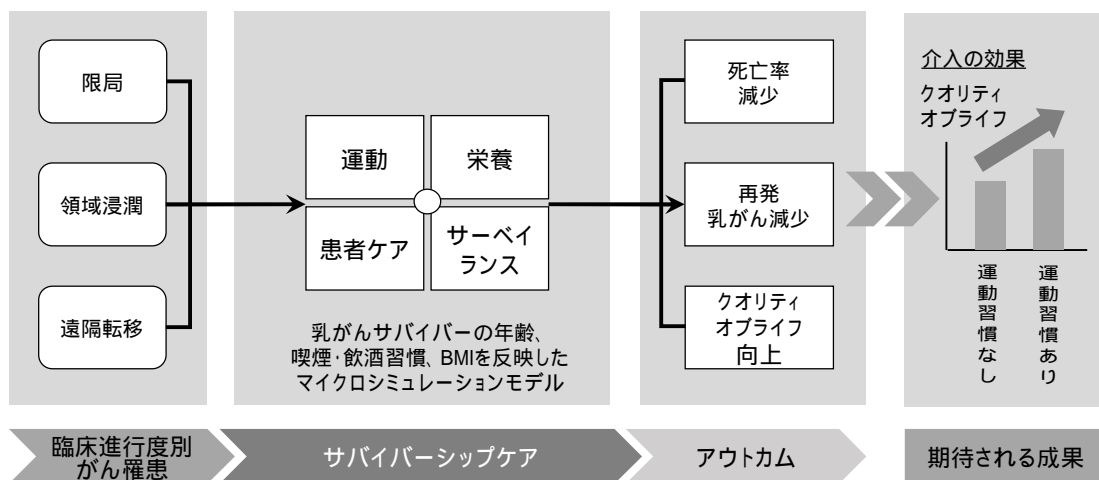 限局
領域浸潤
遠隔転移
運動
栄養
患者ケア
サーベイ
ランス
乳がんサバイバーの年齢、
喫煙・飲酒習慣、BMIを反映した
マイクロシミュレーションモデル
死亡率
減少
再発
乳がん減少
クオリティ
オブライフ
向上
介入の効果
クオリティ
オブライフ
運動習慣なし
運動習慣あり
臨床進行度別
がん罹患
サバイバーシップケア
アウトカム
期待される成果